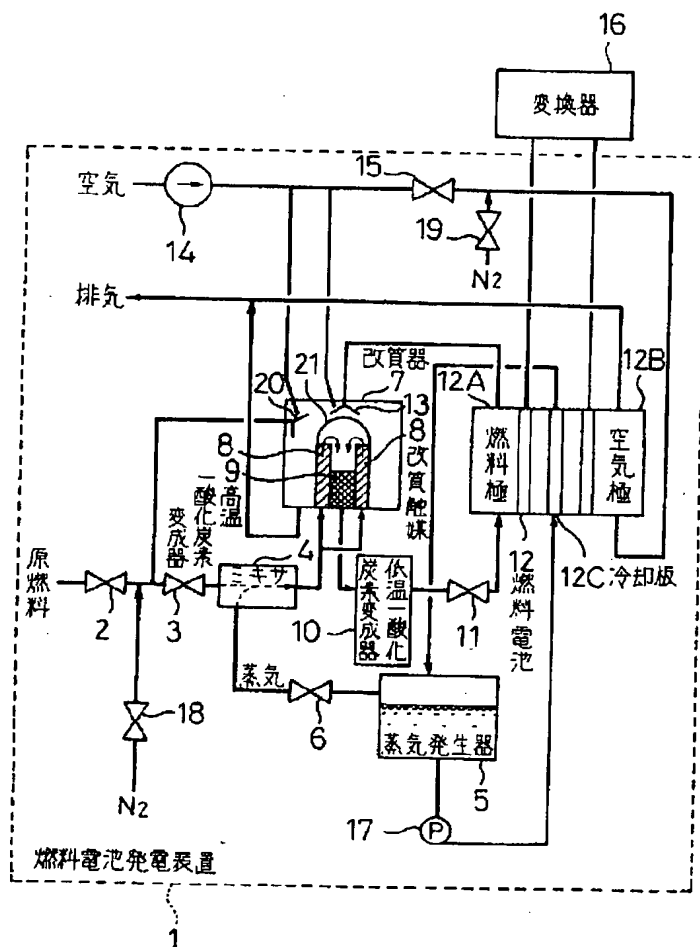 16
変換器
空気
14
15
19
N2
排気
改質器
7
12A
12B
20
21
13
8
9
8
改質触媒
燃料極
空気極
高温
一酸化炭素
変成器
原燃料
2
3
4
ミキサ
10
低温一酸化
炭素変成器
11
12
燃料電池
12C
冷却板
蒸気
6
18
N2
蒸気発生器
5
17
P
燃料電池発電装置
1